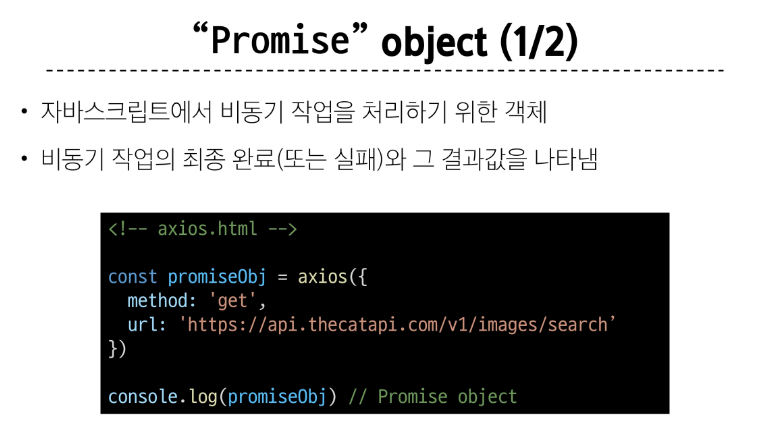 “Promise” object (1/2)
• 자바스크립트에서 비동기 작업을 처리하기 위한 객체
• 비동기 작업의 최종 완료(또는 실패)와 그 결과값을 나타냄
<!-- axios.html -->
const promiseObj = axios({
  method: 'get',
  url: 'https://api.thecatapi.com/v1/images/search’
})
console.log(promiseObj) // Promise object